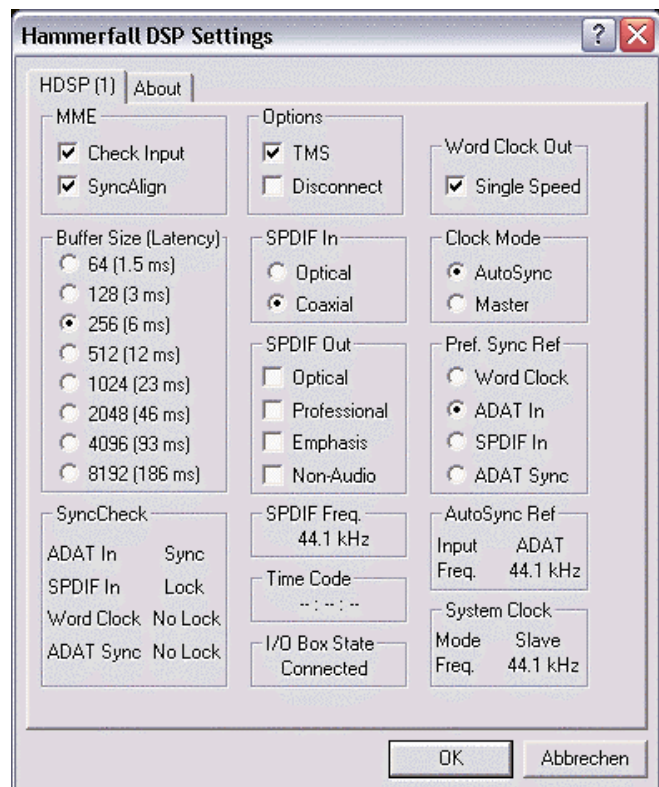 Hammerfall DSP Settings
HDSP (1)
About
MME
Check Input
SyncAlign
Options
TMS
Disconnect
Word Clock Out
Single Speed
Buffer Size (Latency)
64 (1.5 ms)
128 (3 ms)
256 (6 ms)
512 (12 ms)
1024 (23 ms)
2048 (46 ms)
4096 (93 ms)
8192 (186 ms)
SPDIF In
Optical
Coaxial
Clock Mode
AutoSync
Master
SPDIF Out
Optical
Professional
Emphasis
Non-Audio
Pref. Sync Ref
Word Clock
ADAT In
SPDIF In
ADAT Sync
SyncCheck
ADAT In Sync
SPDIF In Lock
Word Clock No Lock
ADAT Sync No Lock
SPDIF Freq.
44.1 kHz
Time Code
-- : -- : --
I/O Box State
Connected
AutoSync Ref
Input ADAT
Freq. 44.1 kHz
System Clock
Mode Slave
Freq. 44.1 kHz
OK
Abbrechen